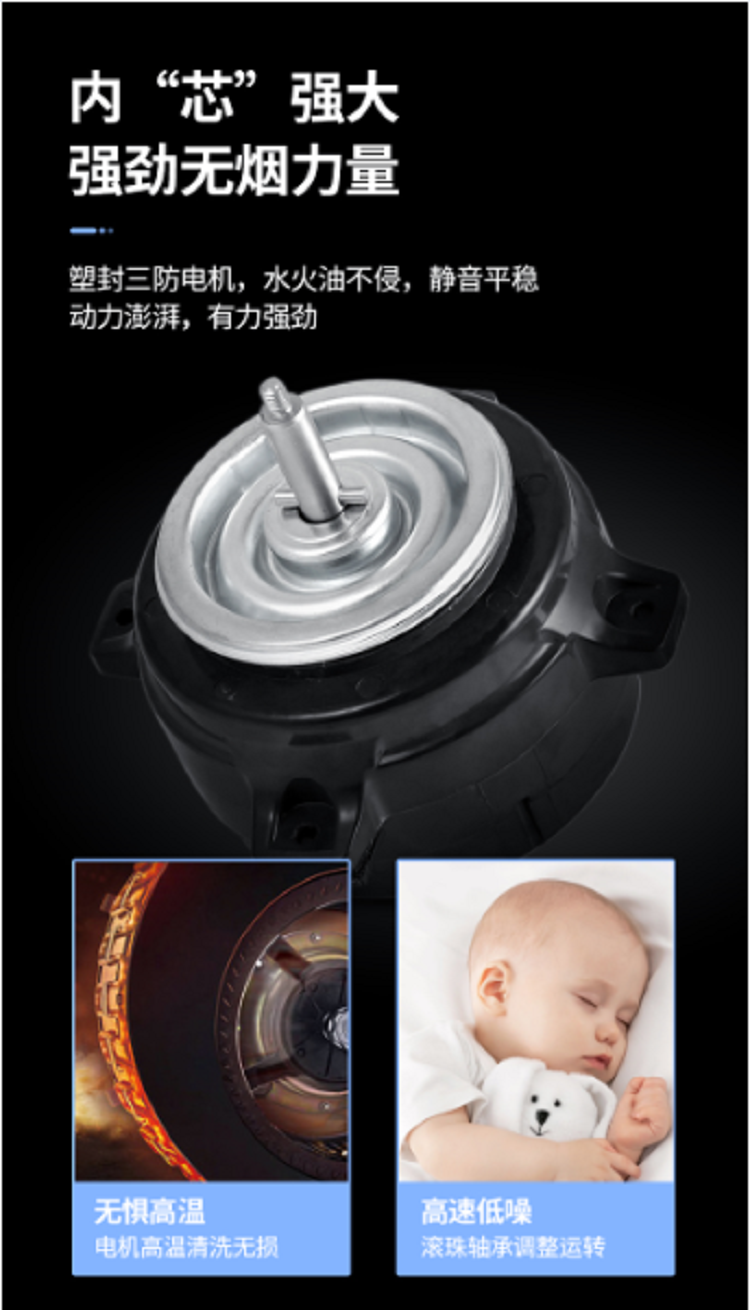 内“芯”强大
强劲无烟力量
塑封三防电机，水火油不侵，静音平稳
动力澎湃，有力强劲
无惧高温
电机高温清洗无损
高速低噪
滚珠轴承调整运转